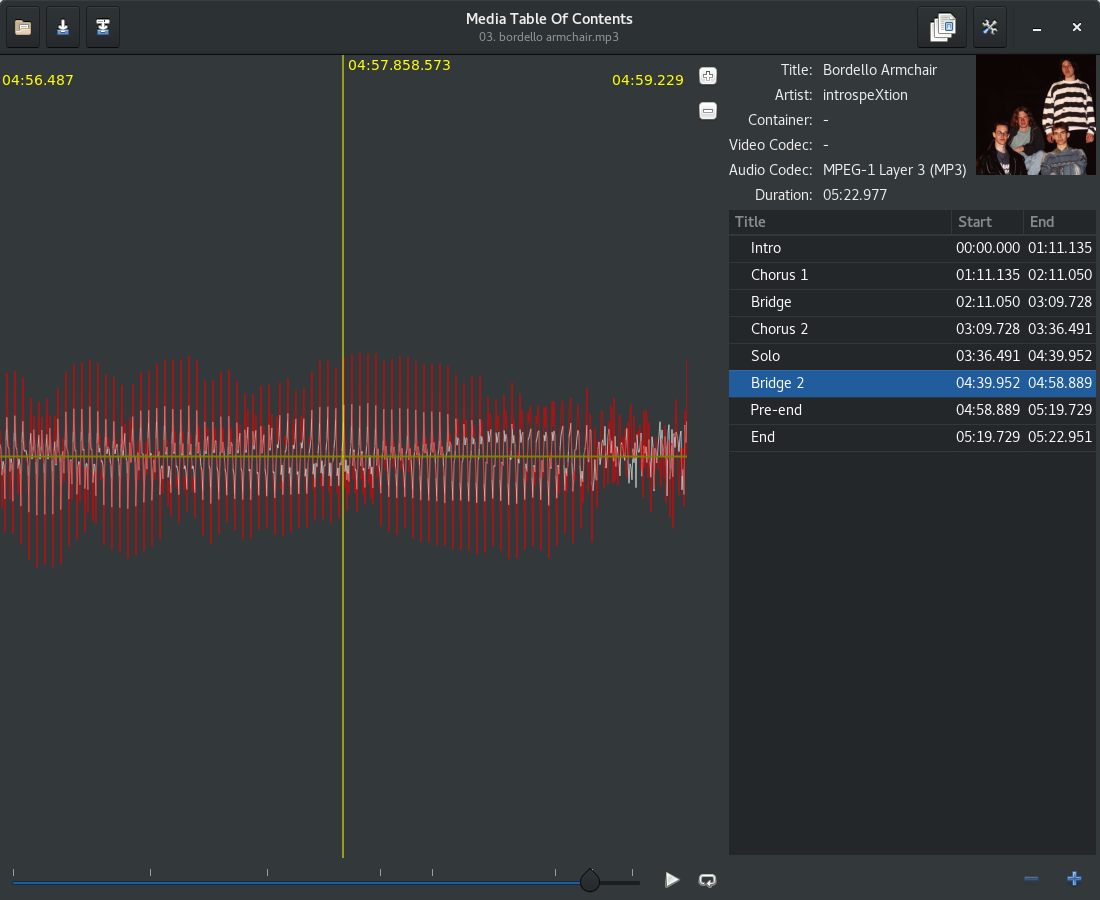 Media Table Of Contents
03. bordello armchair.mp3
04:56.487
04:57.858.573
04:59.229
Title: Bordello Armchair
Artist: introspeXtion
Container: -
Video Codec: -
Audio Codec: MPEG-1 Layer 3 (MP3)
Duration: 05:22.977
Title Start End
Intro 00:00.000 01:11.135
Chorus 1 01:11.135 02:11.050
Bridge 02:11.050 03:09.728
Chorus 2 03:09.728 03:36.491
Solo 03:36.491 04:39.952
Bridge 2 04:39.952 04:58.889
Pre-end 04:58.889 05:19.729
End 05:19.729 05:22.951